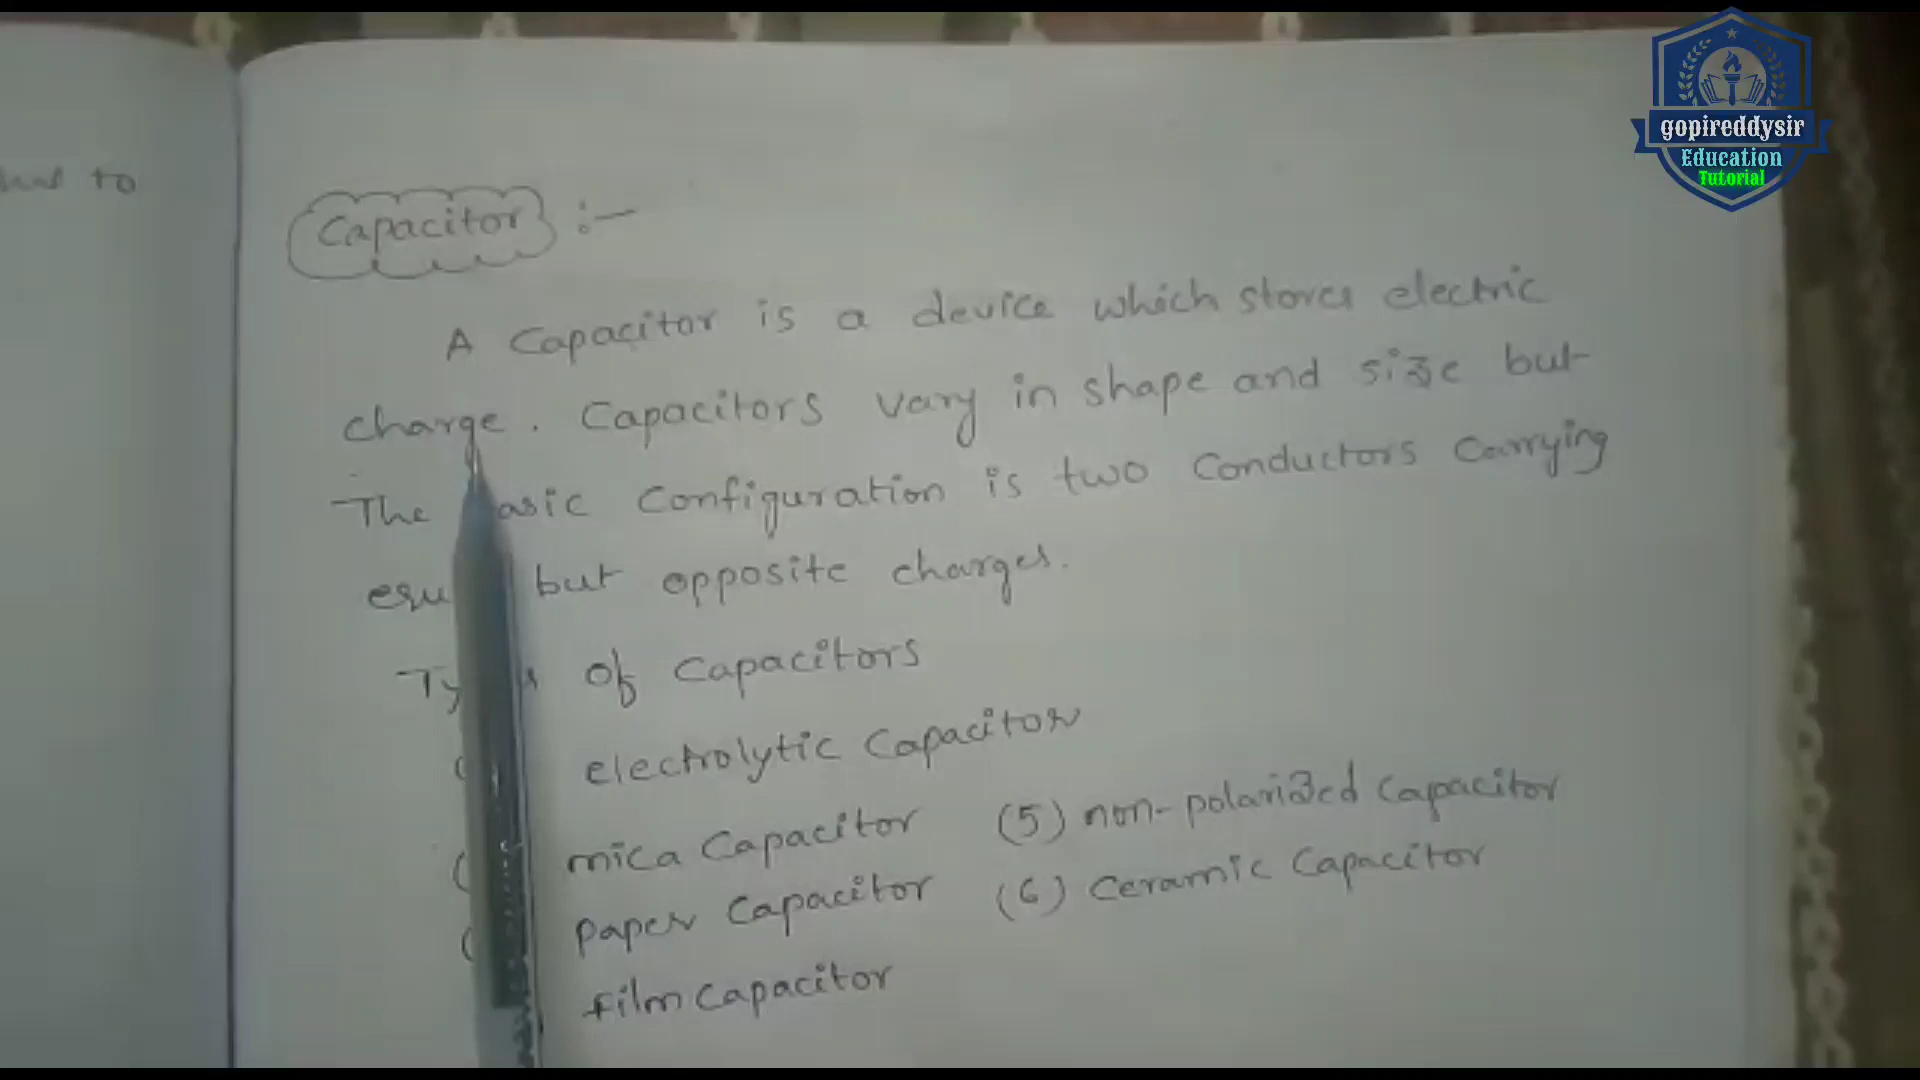 gopireddysir
Education
Tutorial
to
Capacitor :-
A Capacitor is a device which stores electric
charge. Capacitors vary in shape and size but
The basic Configuration is two Conductors Carrying
but opposite charges.
of Capacitors
electrolytic Capacitor
mica Capacitor (5) non-polarized Capacitor
paper Capacitor (6) Ceramic Capacitor
film Capacitor